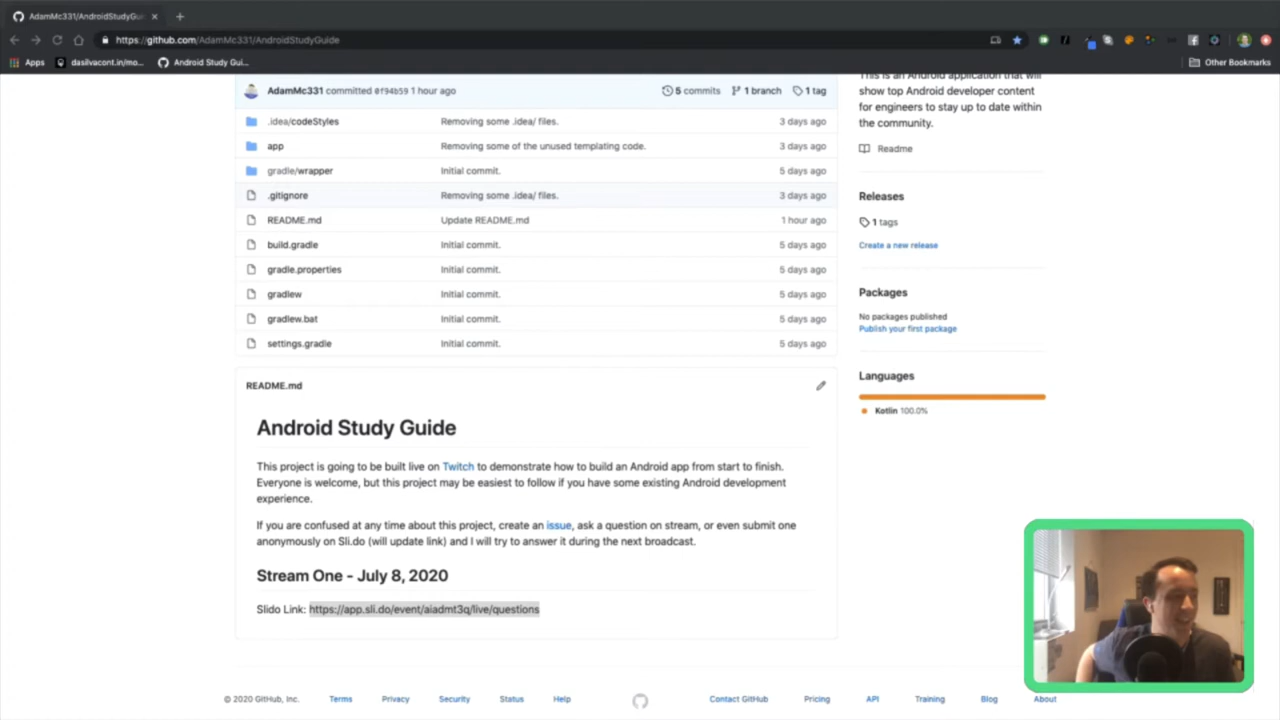 AdamMc331/AndroidStudyGui
https://github.com/AdamMc331/AndroidStudyGuide
Apps
dasilvacont.in/mo...
Android Study Gui...
Other Bookmarks
AdamMc331 committed 0f94b59 1 hour ago
5 commits
1 branch
1 tag
.idea/codeStyles Removing some .idea/ files. 3 days ago
app Removing some of the unused templating code. 3 days ago
gradle/wrapper Initial commit. 5 days ago
.gitignore Removing some .idea/ files. 3 days ago
README.md Update README.md 1 hour ago
build.gradle Initial commit. 5 days ago
gradle.properties Initial commit. 5 days ago
gradlew Initial commit. 5 days ago
gradlew.bat Initial commit. 5 days ago
settings.gradle Initial commit. 5 days ago
README.md
Android Study Guide
This project is going to be built live on Twitch to demonstrate how to build an Android app from start to finish.
Everyone is welcome, but this project may be easiest to follow if you have some existing Android development
experience.
If you are confused at any time about this project, create an issue, ask a question on stream, or even submit one
anonymously on Sli.do (will update link) and I will try to answer it during the next broadcast.
Stream One - July 8, 2020
Slido Link: https://app.sli.do/event/aiadmt3q/live/questions
This is an Android application that will
show top Android developer content
for engineers to stay up to date within
the community.
Readme
Releases
1 tags
Create a new release
Packages
No packages published
Publish your first package
Languages
Kotlin 100.0%
© 2020 GitHub, Inc.
Terms
Privacy
Security
Status
Help
Contact GitHub
Pricing
API
Training
Blog
About